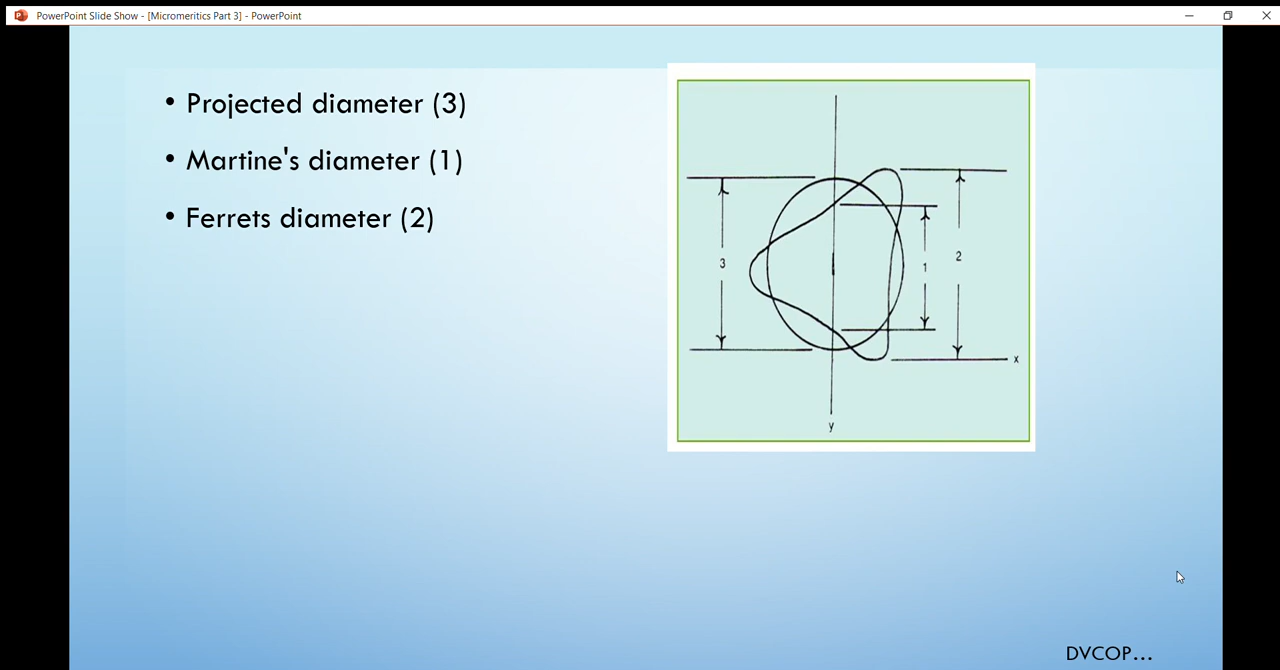 PowerPoint Slide Show - [Micromeritics Part 3] - PowerPoint
• Projected diameter (3)
• Martine's diameter (1)
• Ferrets diameter (2)
3
1
2
x
y
DVCOP...